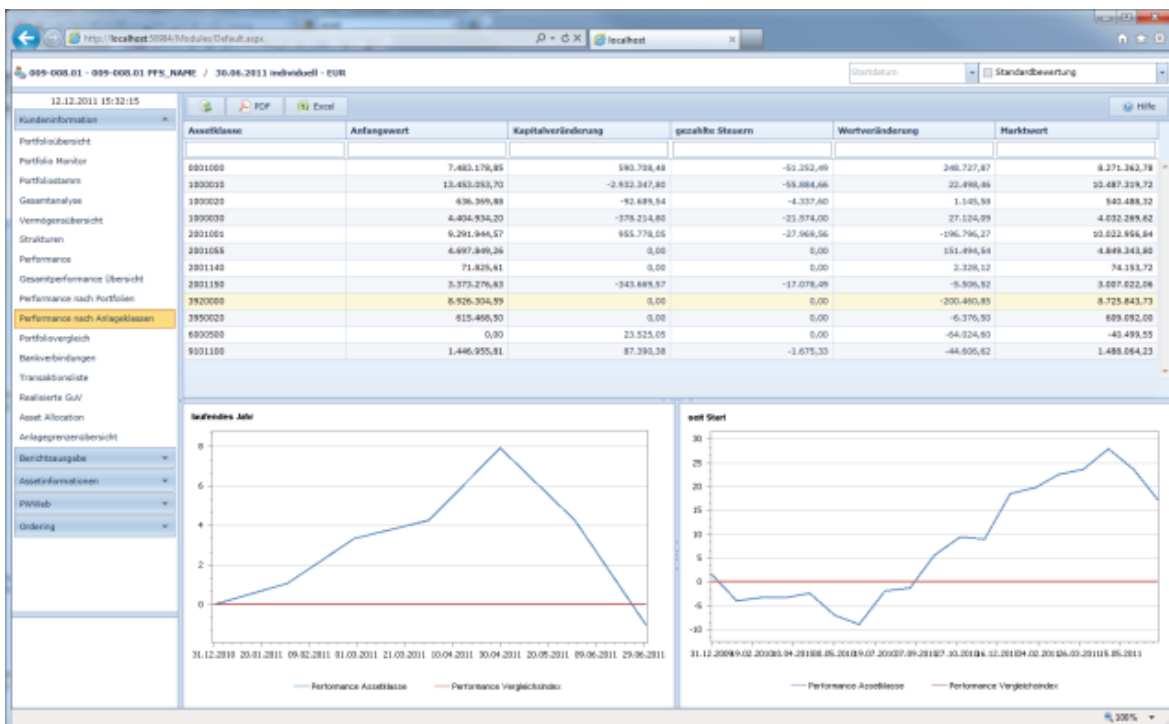 http://localhost:58984/Modules/Default.aspx
localhost
009-008.01 - 009-008.01 PFS_NAME / 30.06.2011 individuell - EUR
Startdatum
Standardbewertung
12.12.2011 15:32:15
PDF
Excel
Hilfe
Kundeninformation
Portfolioübersicht
Portfolio Monitor
Portfoliostamm
Gesamtanalyse
Vermögensübersicht
Strukturen
Performance
Gesamtperformance Übersicht
Performance nach Portfolien
Performance nach Anlageklassen
Portfoliovergleich
Bankverbindungen
Transaktionsliste
Realisierte GuV
Asset Allocation
Anlagegrenzenübersicht
Berichtsausgabe
Assetinformationen
PWWeb
Ordering
Assetklasse Anfangswert Kapitalveränderung gezahlte Steuern Wertveränderung Marktwert
0001000 7.483.178,85 590.708,48 -51.252,49 248.727,87 8.271.362,78
1000010 13.453.053,70 -2.932.347,80 -55.884,66 22.498,46 10.487.319,72
1000020 636.369,88 -92.689,54 -4.337,60 1.145,58 540.488,32
1000030 4.404.934,20 -378.214,80 -21.574,00 27.124,09 4.032.269,62
2001001 9.291.944,57 955.778,05 -27.969,56 -196.796,27 10.022.956,84
2001055 4.697.849,26 0,00 0,00 151.494,54 4.849.343,80
2001140 71.825,61 0,00 0,00 2.328,12 74.153,72
2001150 3.373.276,63 -343.669,57 -17.078,49 -5.506,52 3.007.022,06
3920000 8.926.304,59 0,00 0,00 -200.460,85 8.725.843,73
3950020 615.468,50 0,00 0,00 -6.376,50 609.092,00
6000500 0,00 23.525,05 0,00 -64.024,60 -40.499,55
9101100 1.446.955,81 87.390,38 -1.675,33 -44.606,62 1.488.064,23
laufendes Jahr
8
6
4
2
0
31.12.2010 20.01.2011 09.02.2011 01.03.2011 21.03.2011 10.04.2011 30.04.2011 20.05.2011 09.06.2011 29.06.2011
Performance Assetklasse Performance Vergleichsindex
seit Start
30
25
20
15
10
5
0
-5
-10
Performance Assetklasse Performance Vergleichsindex
100%